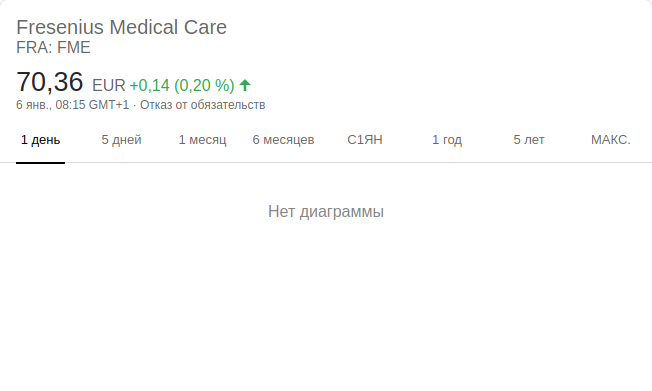 Fresenius Medical Care
FRA: FME
70,36 EUR +0,14 (0,20 %)
6 янв., 08:15 GMT+1 · Отказ от обязательств
1 день 5 дней 1 месяц 6 месяцев С1ЯН 1 год 5 лет МАКС.
Нет диаграммы